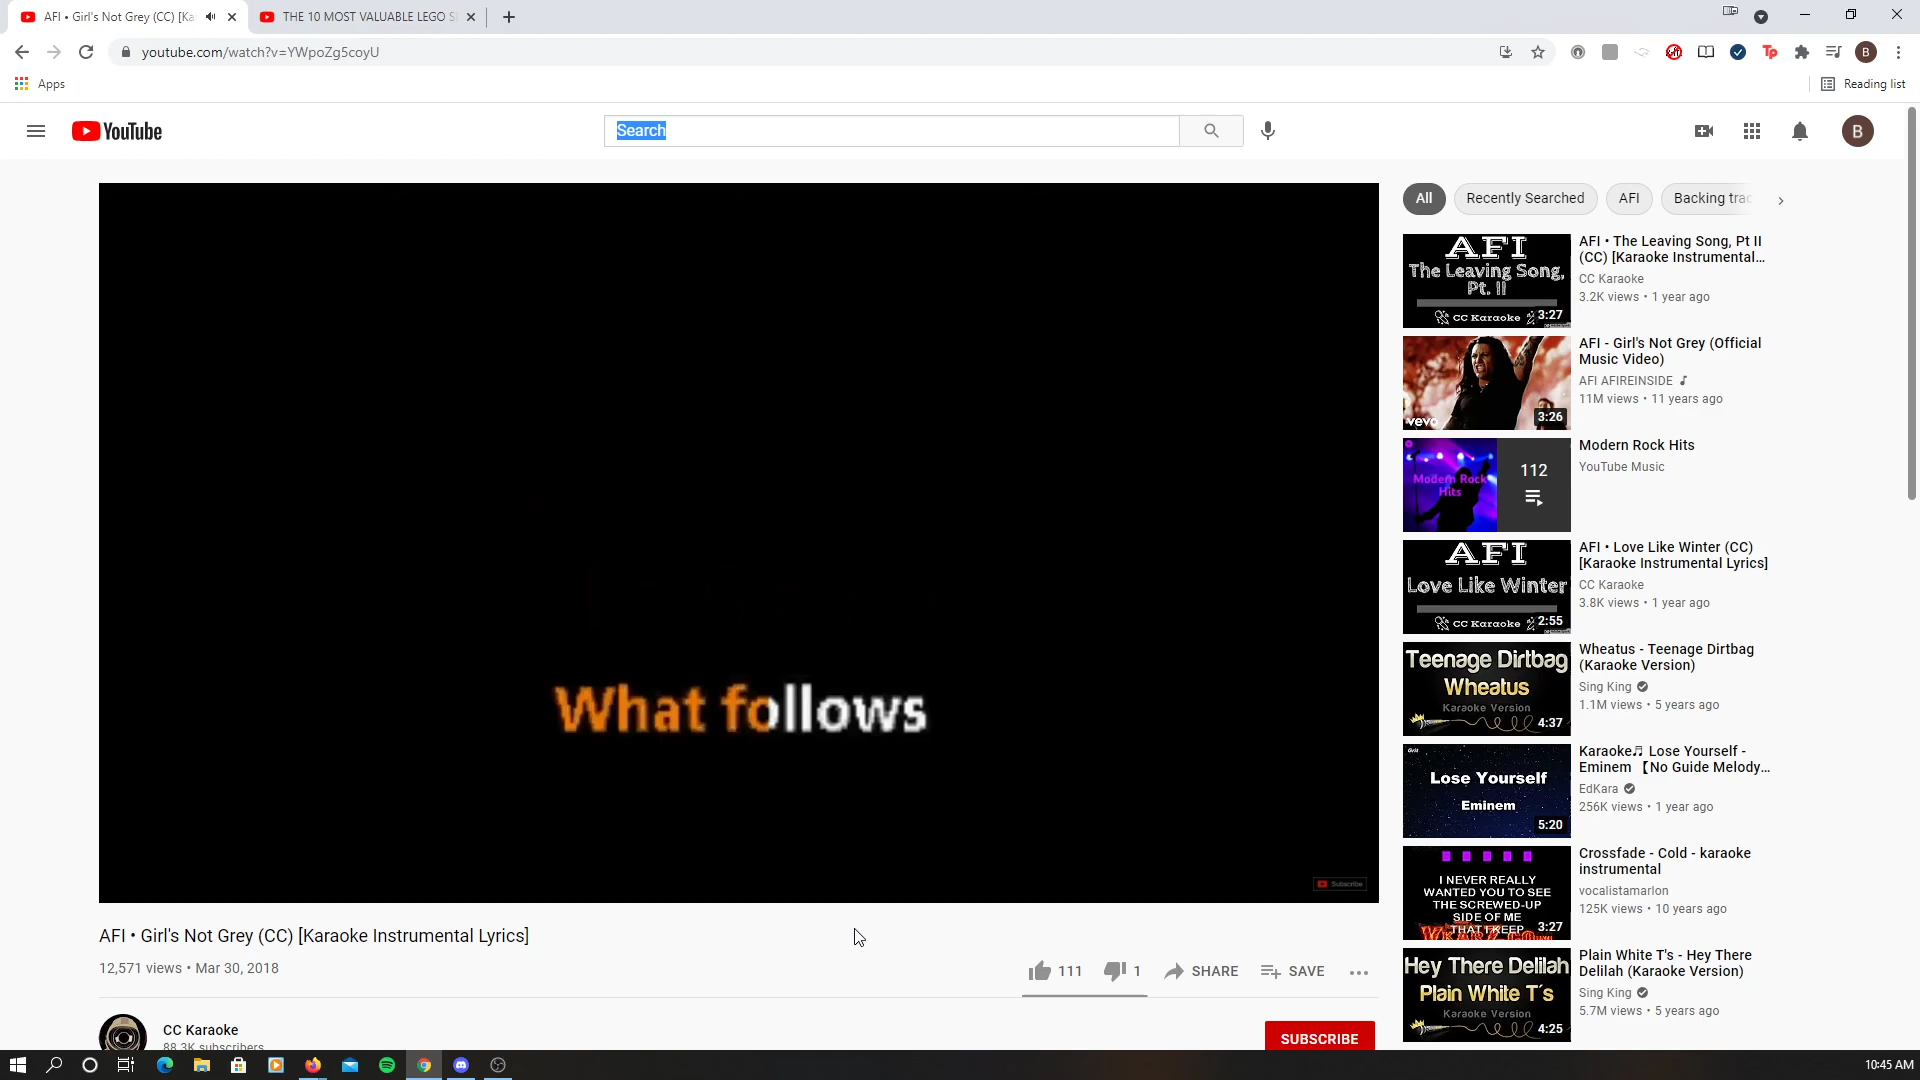 AFI • Girl's Not Grey (CC) [Ka
THE 10 MOST VALUABLE LEGO S
youtube.com/watch?v=YWpoZg5coyU
Tp
B
Apps
Reading list
YouTube
Search
B
All
Recently Searched
AFI
Backing trac
What follows
Subscribe
AFI • Girl's Not Grey (CC) [Karaoke Instrumental Lyrics]
12,571 views • Mar 30, 2018
111
1
SHARE
SAVE
CC Karaoke
88.3K subscribers
SUBSCRIBE
AFI
The Leaving Song,
Pt. II
CC Karaoke
3:27
AFI • The Leaving Song, Pt II
(CC) [Karaoke Instrumental...
CC Karaoke
3.2K views • 1 year ago
vevo
3:26
AFI - Girl's Not Grey (Official
Music Video)
AFI AFIREINSIDE
11M views • 11 years ago
Modern Rock
Hits
112
Modern Rock Hits
YouTube Music
AFI
Love Like Winter
CC Karaoke
2:55
AFI • Love Like Winter (CC)
[Karaoke Instrumental Lyrics]
CC Karaoke
3.8K views • 1 year ago
Teenage Dirtbag
Wheatus
Karaoke Version
4:37
Wheatus - Teenage Dirtbag
(Karaoke Version)
Sing King
1.1M views • 5 years ago
Lose Yourself
Eminem
5:20
Karaoke♬ Lose Yourself -
Eminem 【No Guide Melody...
EdKara
256K views • 1 year ago
I NEVER REALLY
WANTED YOU TO SEE
THE SCREWED-UP
SIDE OF ME
THAT I KEEP
3:27
Crossfade - Cold - karaoke
instrumental
vocalistamarlon
125K views • 10 years ago
Hey There Delilah
Plain White T's
Karaoke Version
4:25
Plain White T's - Hey There
Delilah (Karaoke Version)
Sing King
5.7M views • 5 years ago
10:45 AM